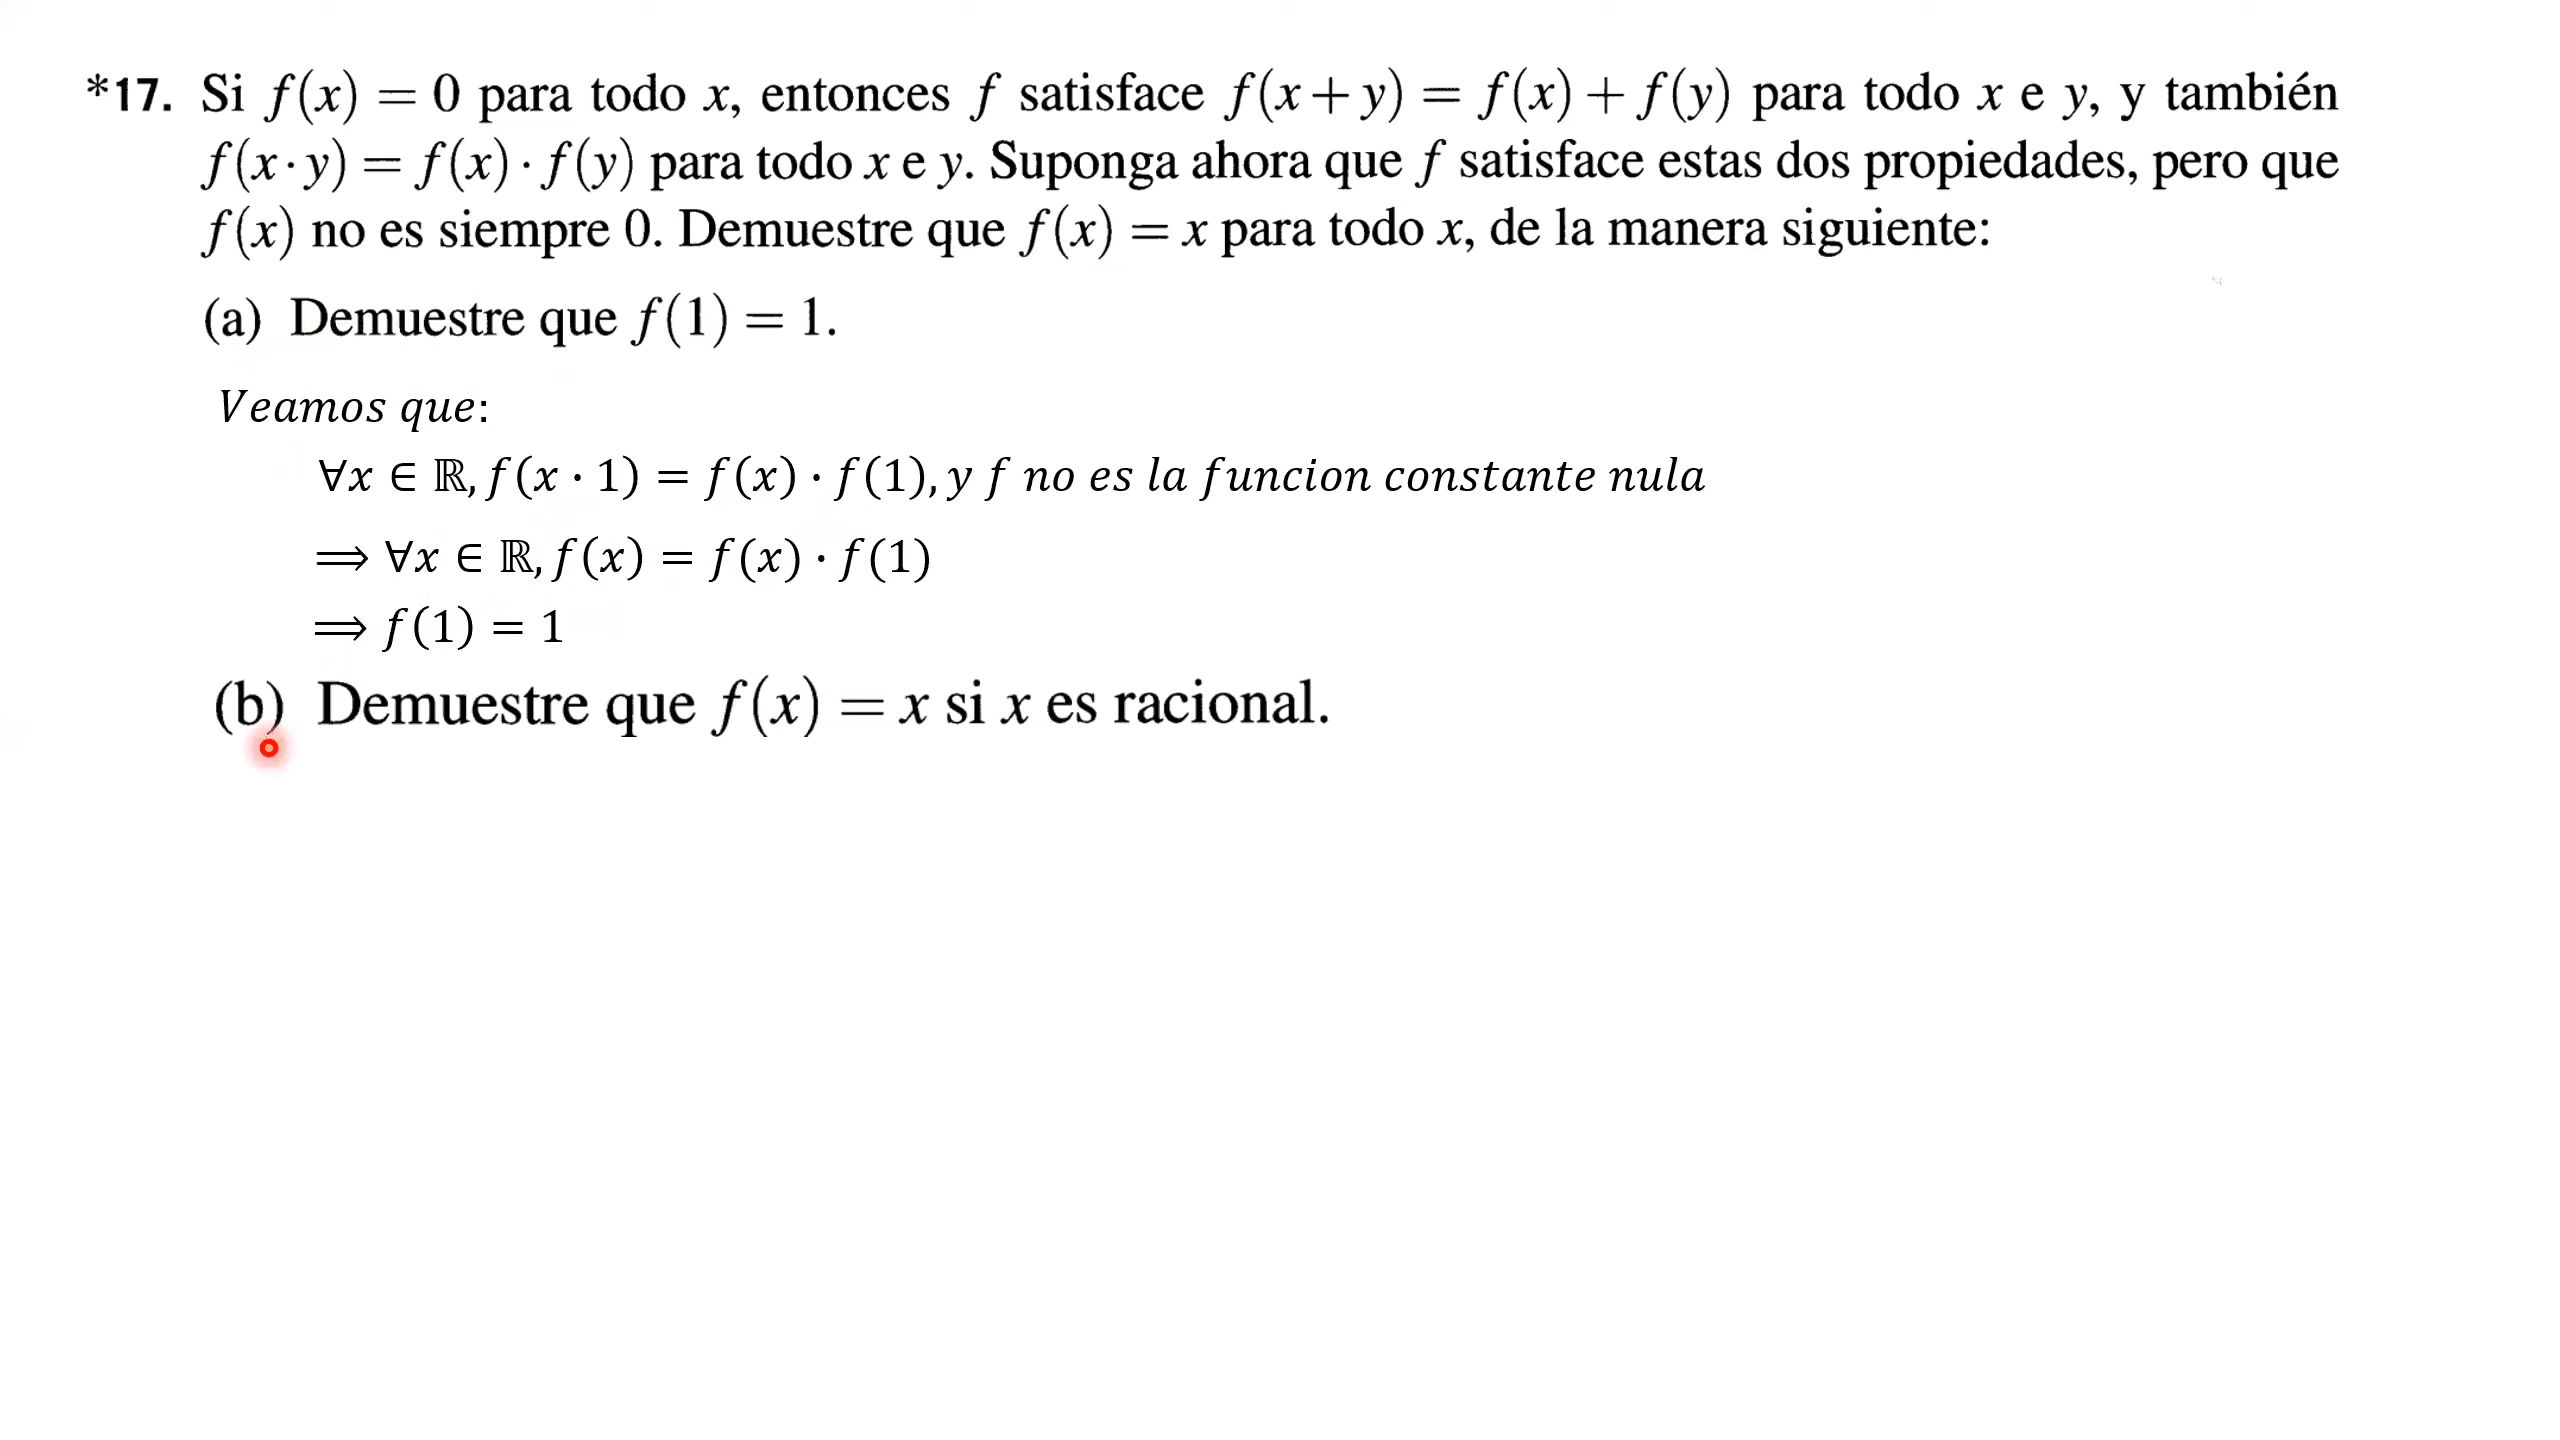 *17. Si f(x) = 0 para todo x, entonces f satisface f(x+y) = f(x)+f(y) para todo x e y, y también
f(x·y) = f(x)·f(y) para todo x e y. Suponga ahora que f satisface estas dos propiedades, pero que
f(x) no es siempre 0. Demuestre que f(x) = x para todo x, de la manera siguiente:
(a) Demuestre que f(1) = 1.
Veamos que:
∀x ∈ ℝ, f(x · 1) = f(x) · f(1), y f no es la funcion constante nula
⟹ ∀x ∈ ℝ, f(x) = f(x) · f(1)
⟹ f(1) = 1
(b) Demuestre que f(x) = x si x es racional.